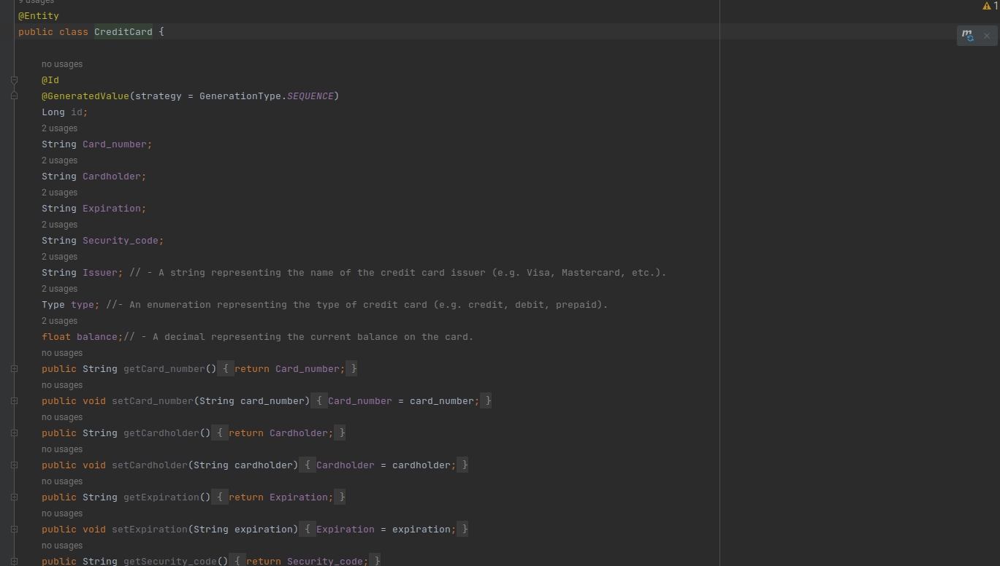 9 usages
@Entity
1
public class CreditCard {
no usages
@Id
@GeneratedValue(strategy = GenerationType.SEQUENCE)
Long id;
2 usages
String Card_number;
2 usages
String Cardholder;
2 usages
String Expiration;
2 usages
String Security_code;
2 usages
String Issuer; // - A string representing the name of the credit card issuer (e.g. Visa, Mastercard, etc.).
2 usages
Type type; //- An enumeration representing the type of credit card (e.g. credit, debit, prepaid).
2 usages
float balance;// - A decimal representing the current balance on the card.
no usages
public String getCard_number() { return Card_number; }
no usages
public void setCard_number(String card_number) { Card_number = card_number; }
no usages
public String getCardholder() { return Cardholder; }
no usages
public void setCardholder(String cardholder) { Cardholder = cardholder; }
no usages
public String getExpiration() { return Expiration; }
no usages
public void setExpiration(String expiration) { Expiration = expiration; }
no usages
public String getSecurity_code() { return Security_code; }